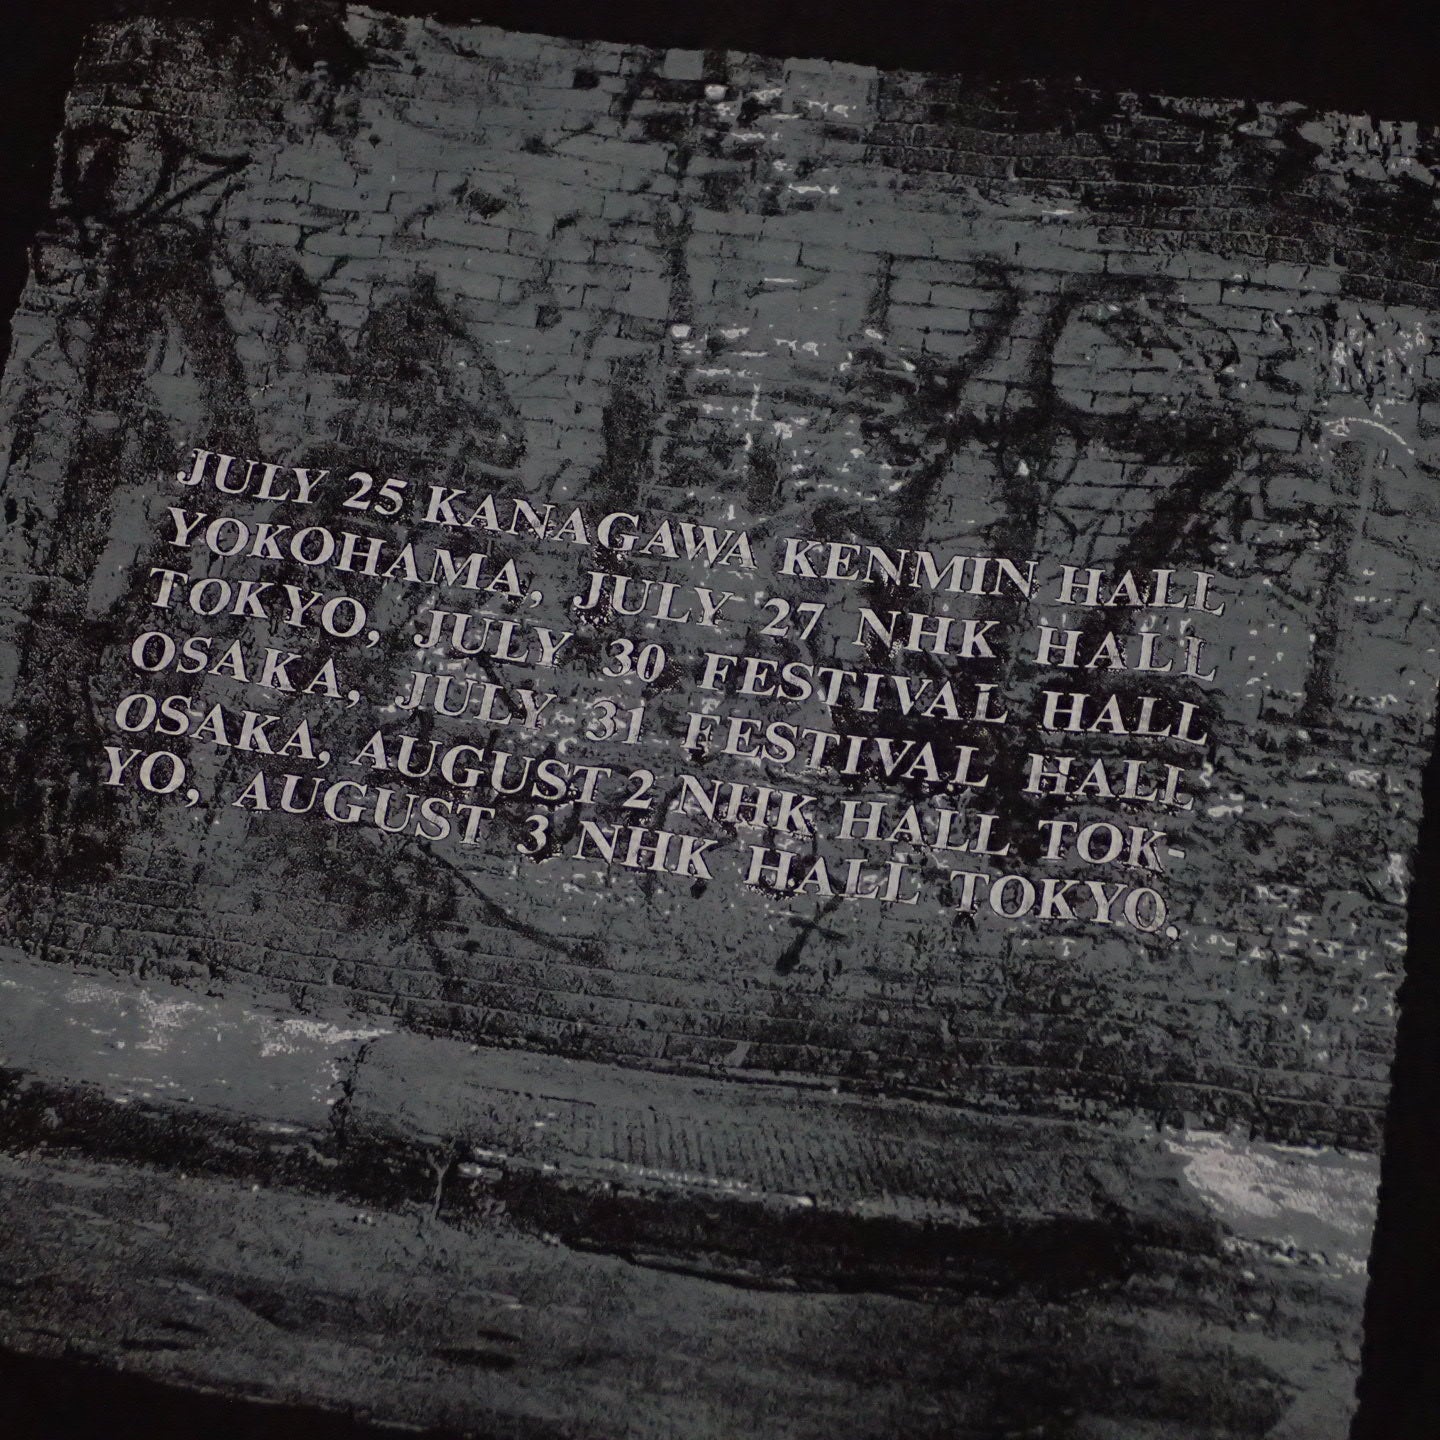 JULY 25 KANAGAWA KENMIN HALL
YOKOHAMA, JULY 27 NHK HALL
TOKYO, JULY 30 FESTIVAL HALL
OSAKA, JULY 31 FESTIVAL HALL
OSAKA, AUGUST 2 NHK HALL TOK-
YO, AUGUST 3 NHK HALL TOKYO,